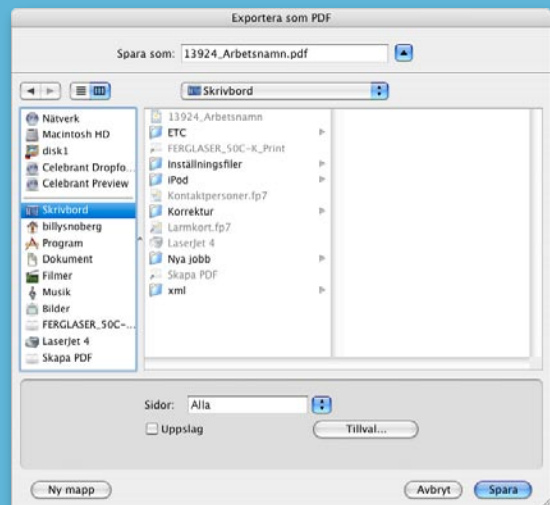 Exportera som PDF
Spara som: 13924_Arbetsnamn.pdf
Skrivbord
Nätverk
Macintosh HD
disk1
Celebrant Dropfo...
Celebrant Preview
Skrivbord
billysnoberg
Program
Dokument
Filmer
Musik
Bilder
FERGLASER_50C-...
LaserJet 4
Skapa PDF
13924_Arbetsnamn
ETC
FERGLASER_50C-K_Print
Inställningsfiler
iPod
Kontaktpersoner.fp7
Korrektur
Larmkort.fp7
LaserJet 4
Nya jobb
Skapa PDF
xml
Sidor: Alla
Uppslag
Tillval...
Ny mapp
Avbryt
Spara